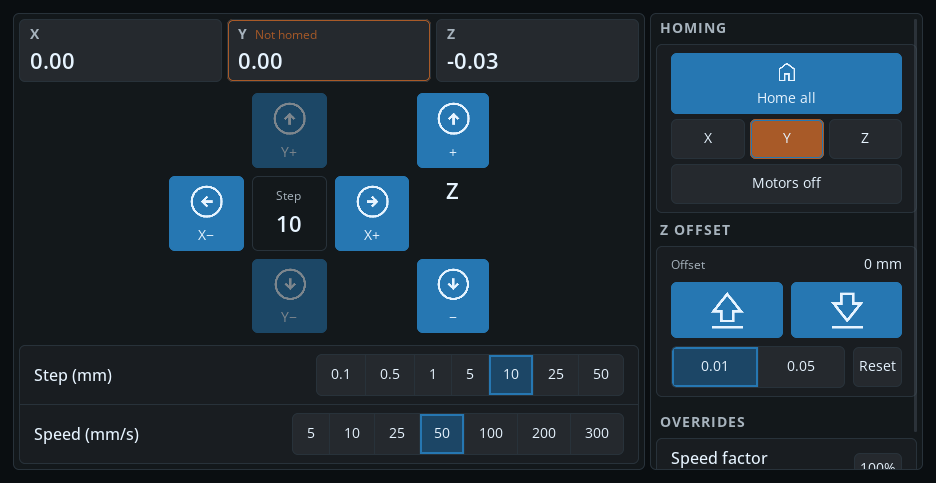 X
0.00
Y Not homed
0.00
Z
-0.03
Y+
+
X−
Step
10
X+
Z
Y−
−
Step (mm)
0.1 0.5 1 5 10 25 50
Speed (mm/s)
5 10 25 50 100 200 300
HOMING
Home all
X Y Z
Motors off
Z OFFSET
Offset 0 mm
0.01 0.05 Reset
OVERRIDES
Speed factor
100%